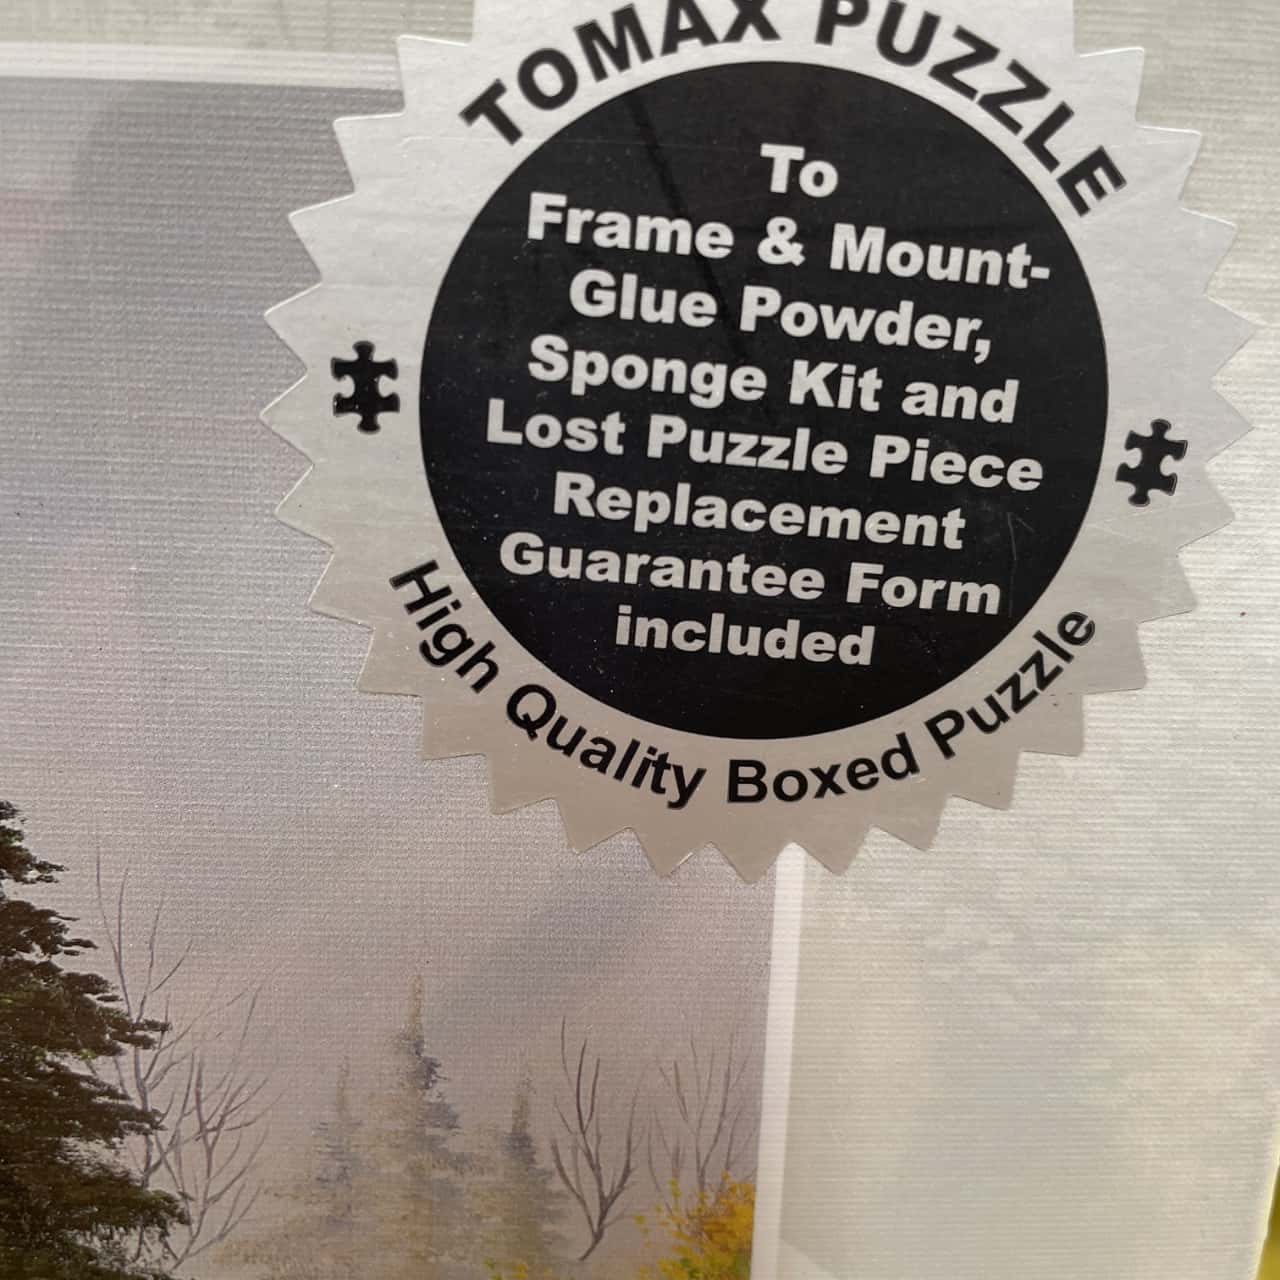 TOMAX PUZZLE
To
Frame & Mount-
Glue Powder,
Sponge Kit and
Lost Puzzle Piece
Replacement
Guarantee Form
included
High Quality Boxed Puzzle